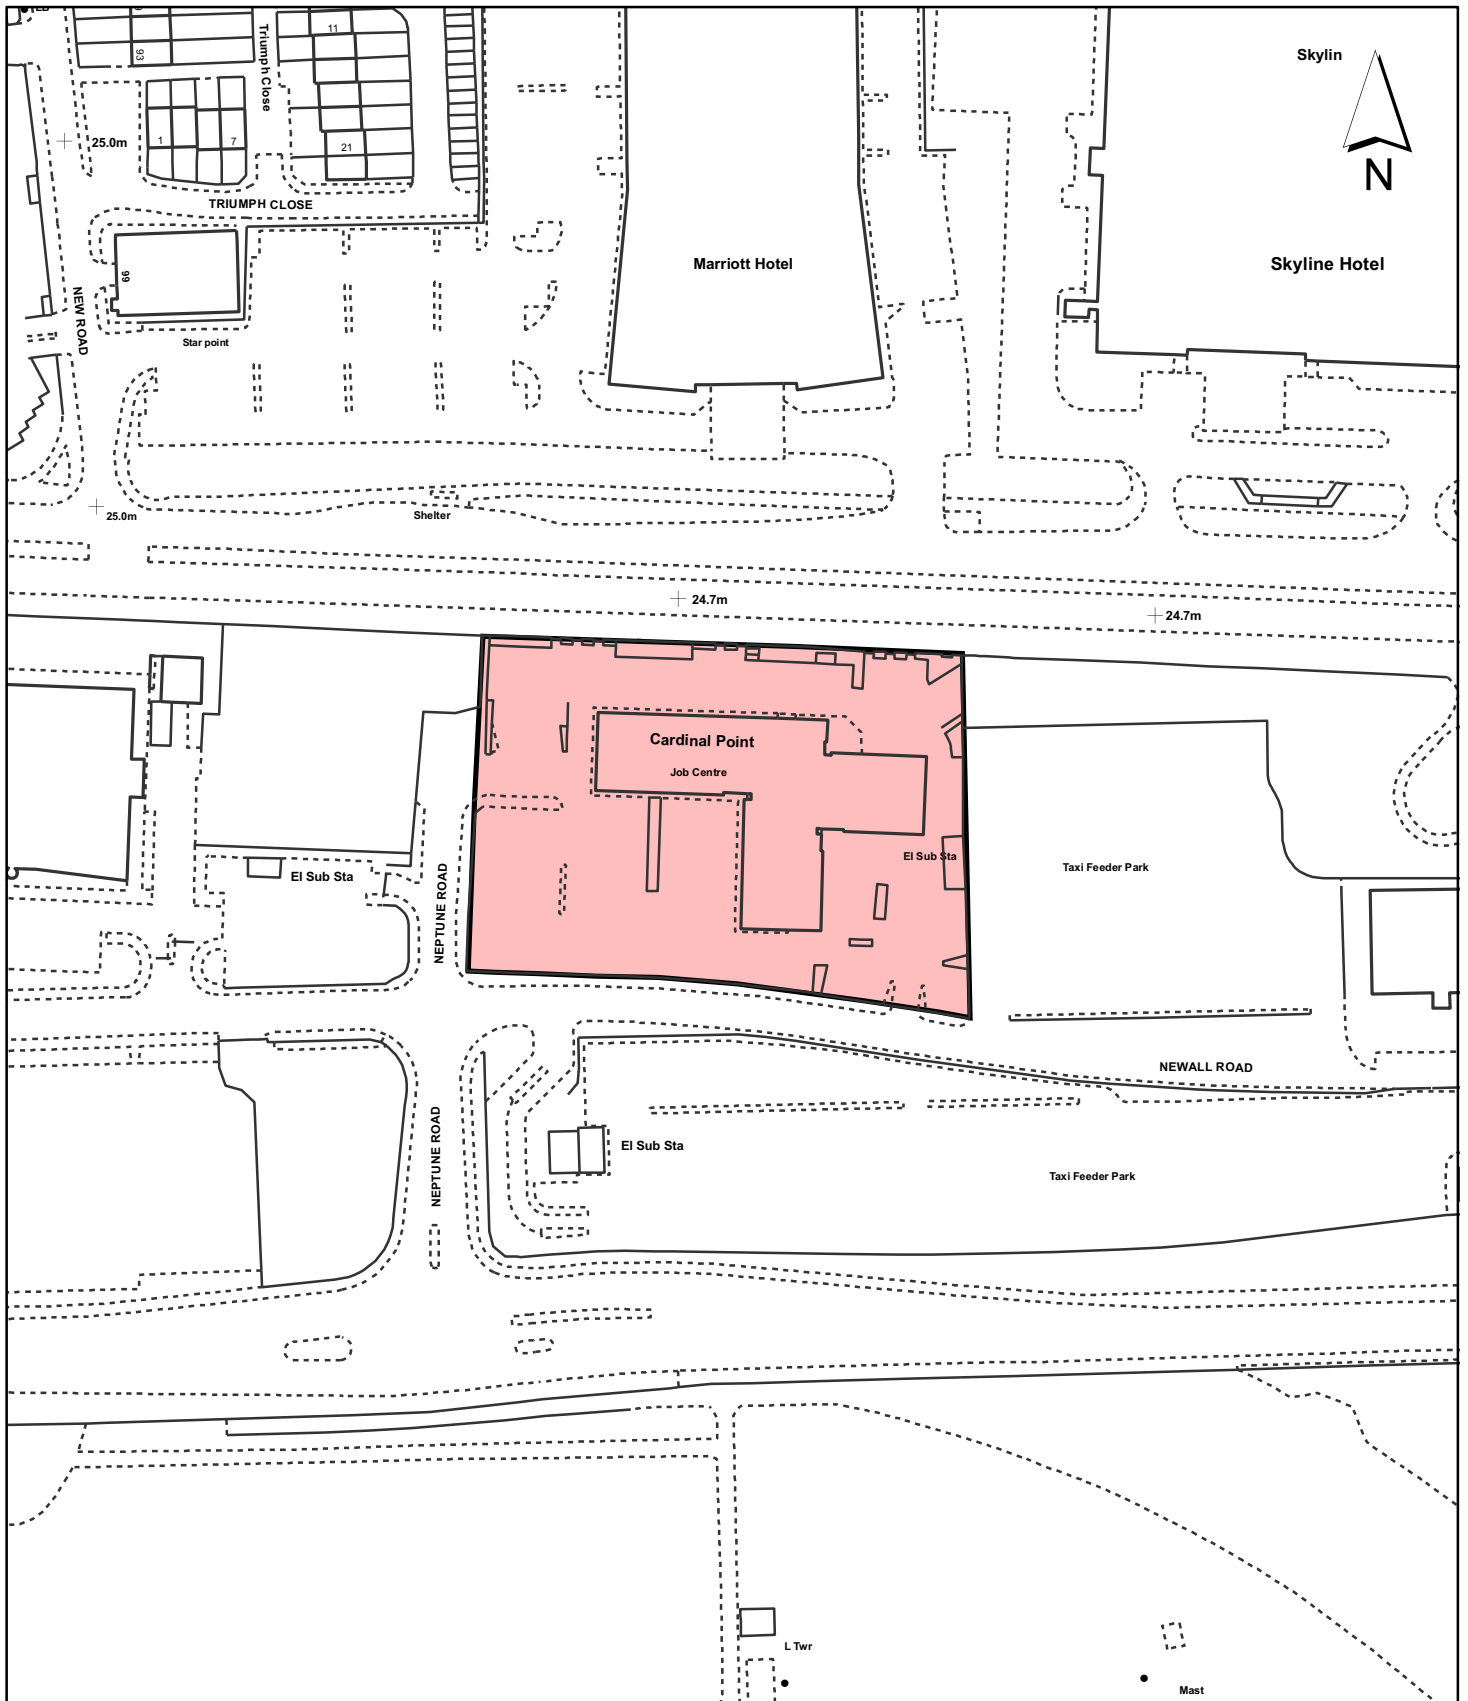 LB
Triumph Close
11
93
Skylin
25.0m
1
7
21
N
TRIUMPH CLOSE
99
Marriott Hotel
Skyline Hotel
NEW ROAD
Star point
25.0m
Shelter
24.7m
24.7m
Cardinal Point
Job Centre
El Sub Sta
El Sub Sta
Taxi Feeder Park
NEPTUNE ROAD
NEWALL ROAD
NEPTUNE ROAD
El Sub Sta
Taxi Feeder Park
L Twr
Mast